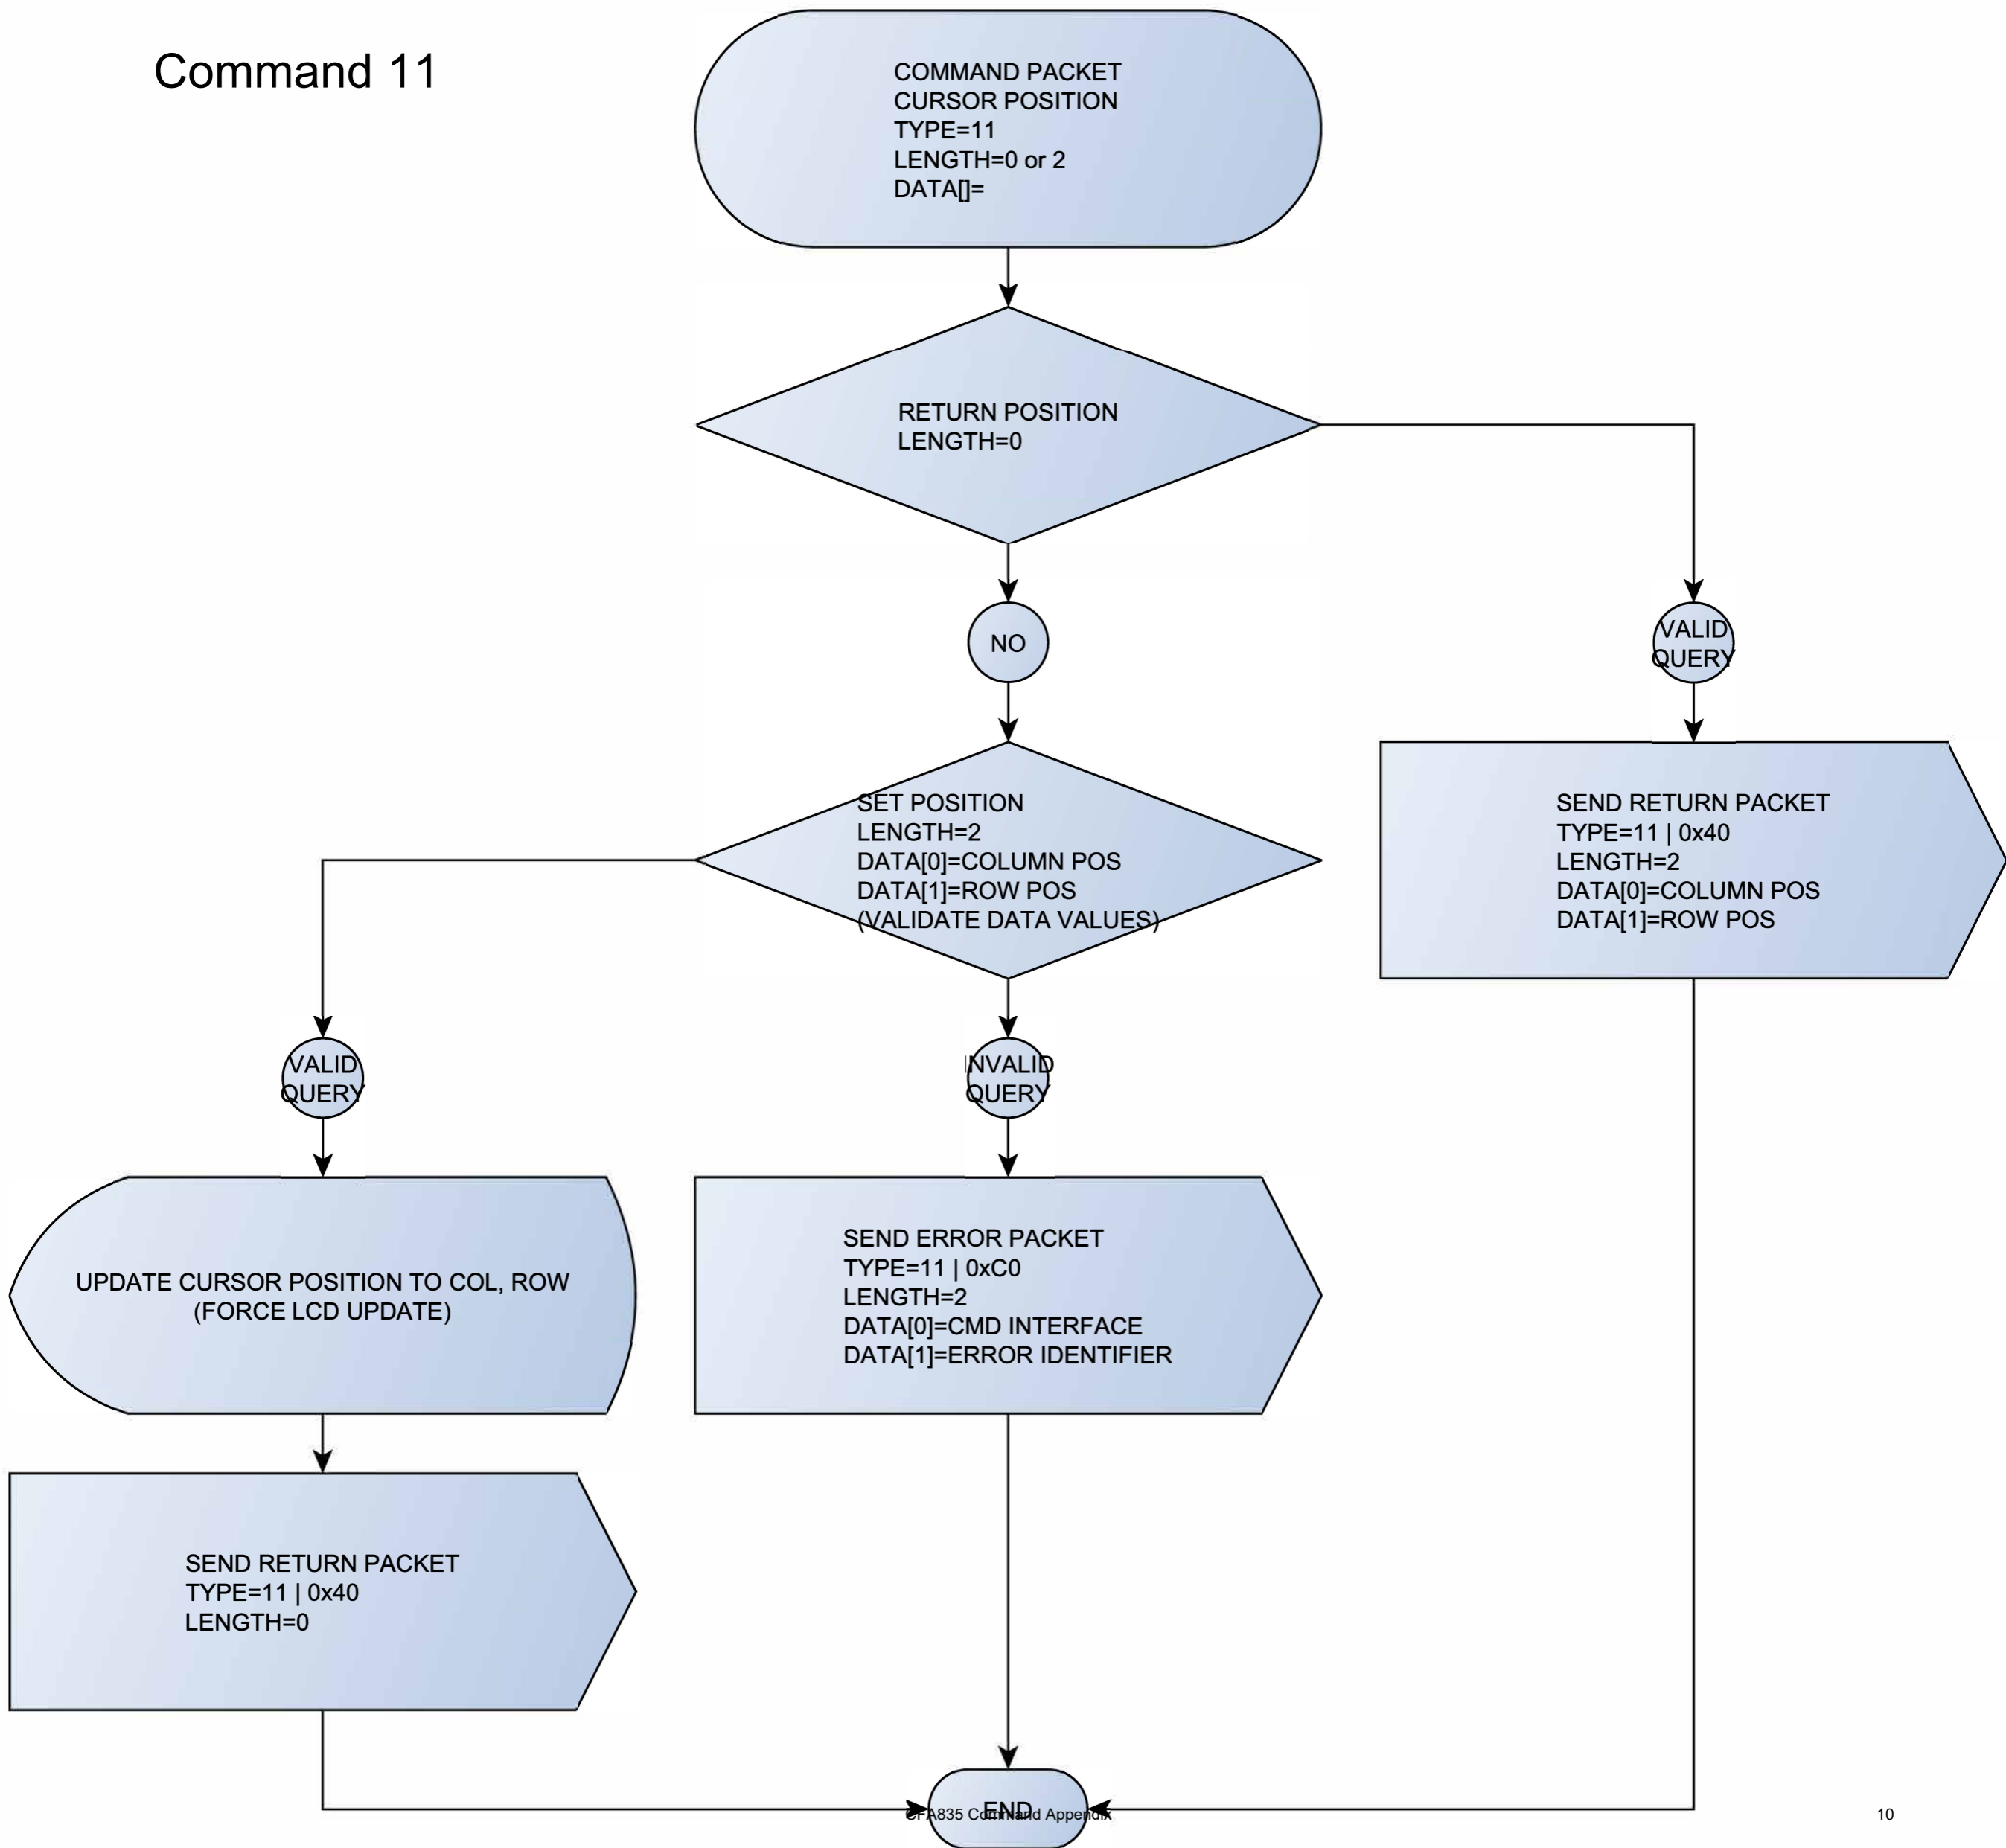 Command 11
COMMAND PACKET
CURSOR POSITION
TYPE=11
LENGTH=0 or 2
DATA[]=
RETURN POSITION
LENGTH=0
NO
VALID
QUERY
SET POSITION
LENGTH=2
DATA[0]=COLUMN POS
DATA[1]=ROW POS
(VALIDATE DATA VALUES)
SEND RETURN PACKET
TYPE=11 | 0x40
LENGTH=2
DATA[0]=COLUMN POS
DATA[1]=ROW POS
VALID
QUERY
INVALID
QUERY
UPDATE CURSOR POSITION TO COL, ROW
(FORCE LCD UPDATE)
SEND ERROR PACKET
TYPE=11 | 0xC0
LENGTH=2
DATA[0]=CMD INTERFACE
DATA[1]=ERROR IDENTIFIER
SEND RETURN PACKET
TYPE=11 | 0x40
LENGTH=0
END
CFA835 Command Appendix
10